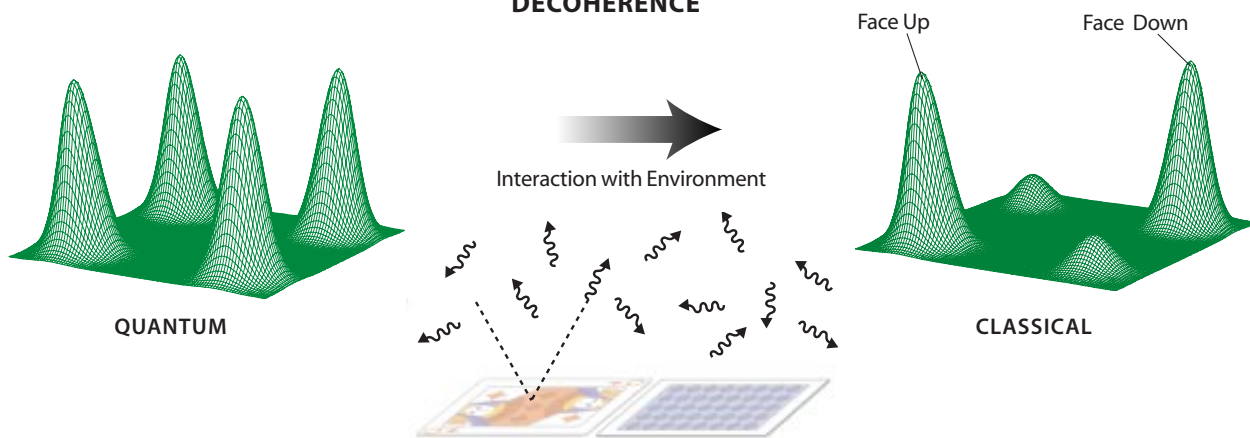 DECOHERENCE
Face Up
Face Down
Interaction with Environment
QUANTUM
CLASSICAL